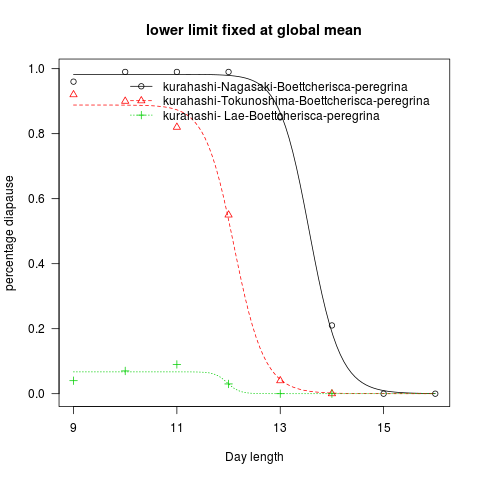 lower limit fixed at global mean
1.0
0.8
0.6
0.4
0.2
0.0
percentage diapause
kurahashi-Nagasaki-Boettcherisca-peregrina
kurahashi-Tokunoshima-Boettcherisca-peregrina
kurahashi- Lae-Boettcherisca-peregrina
9 11 13 15
Day length